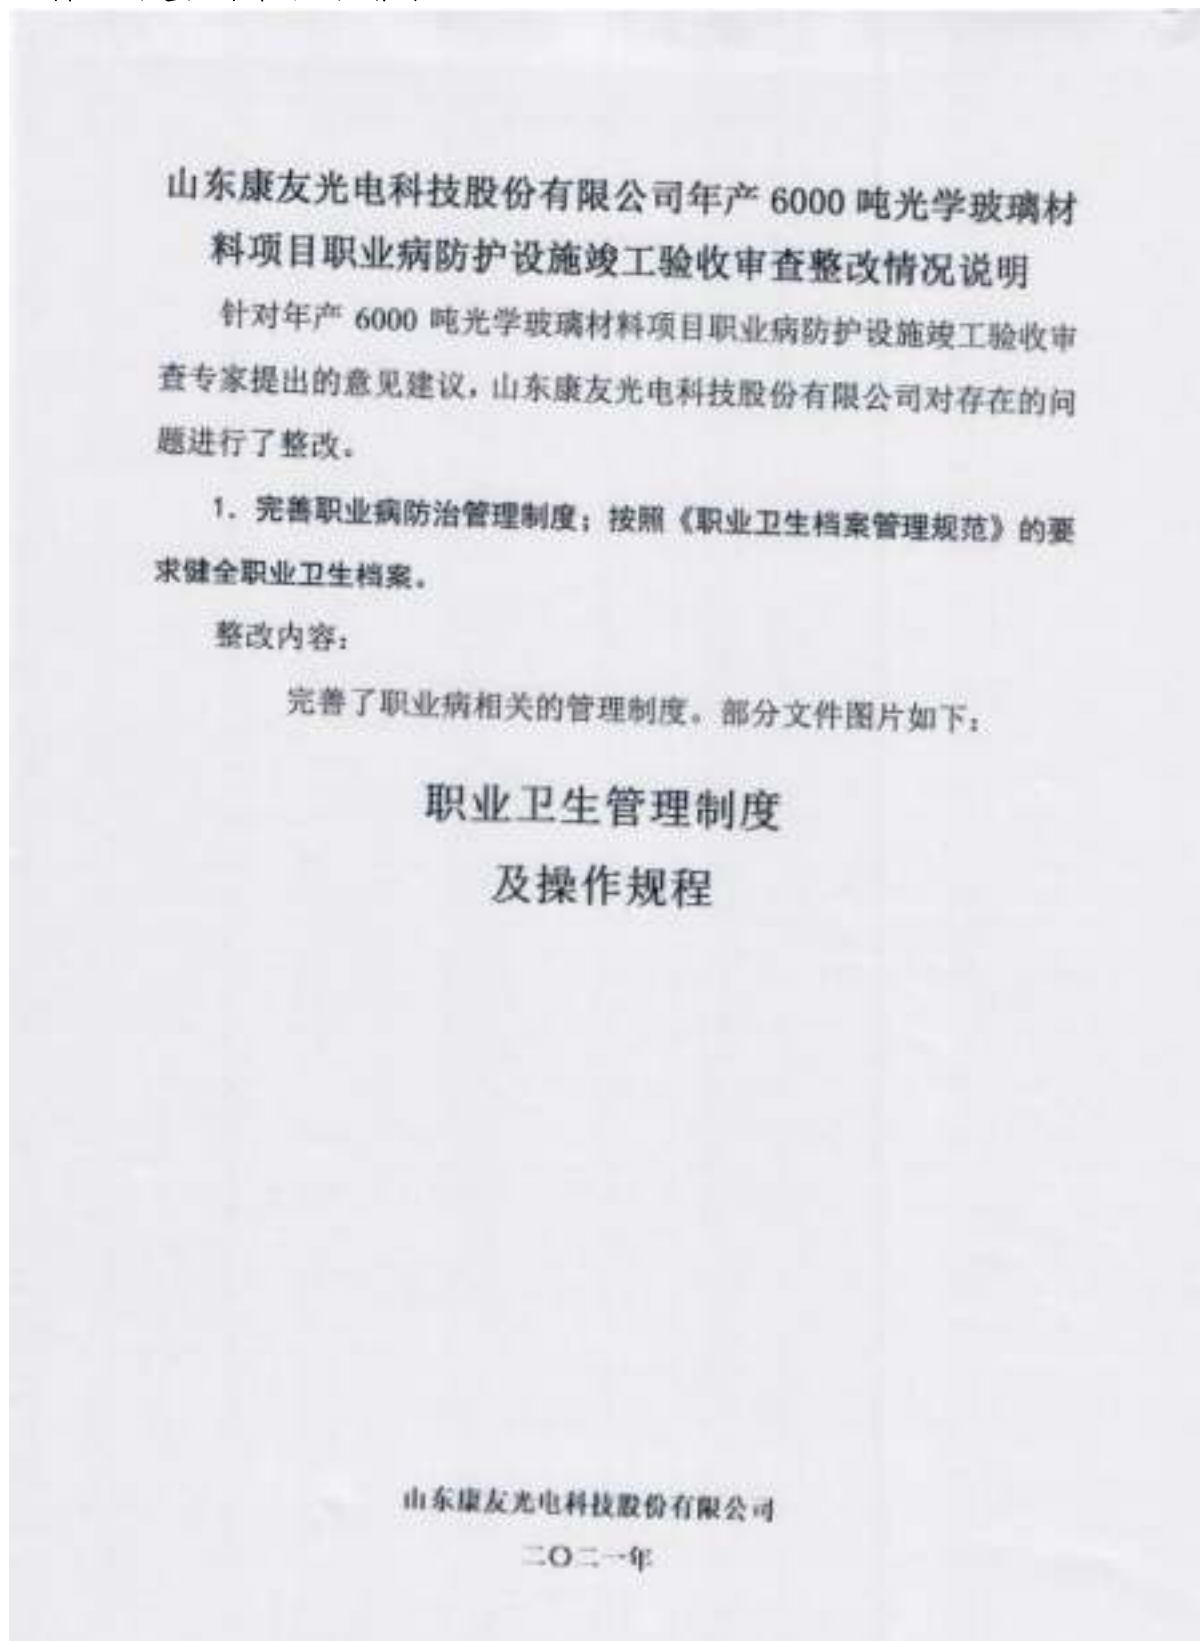 山东康友光电科技股份有限公司年产 6000 吨光学玻璃材
料项目职业病防护设施竣工验收审查整改情况说明
针对年产 6000 吨光学玻璃材料项目职业病防护设施竣工验收审
查专家提出的意见建议，山东康友光电科技股份有限公司对存在的问
题进行了整改。
1．完善职业病防治管理制度；按照《职业卫生档案管理规范》的要
求健全职业卫生档案。
整改内容：
完善了职业病相关的管理制度。部分文件图片如下：
职业卫生管理制度
及操作规程
山东康友光电科技股份有限公司
二〇二一年